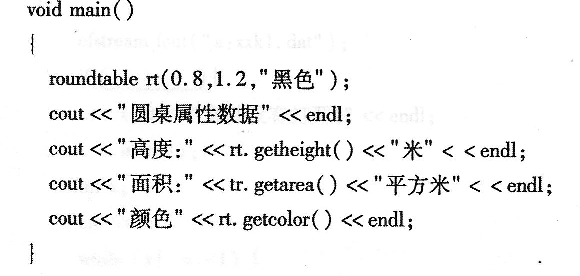 void main()
{
roundtable rt(0.8,1.2,"黑色");
cout <<"圆桌属性数据"<<endl;
cout <<"高度:"<<rt. getheight() <<"米"< <endl;
cout <<"面积:"<<tr. getarea() <<"平方米"< <endl;
cout <<"颜色"<<rt. getcolor() <<endl;
}